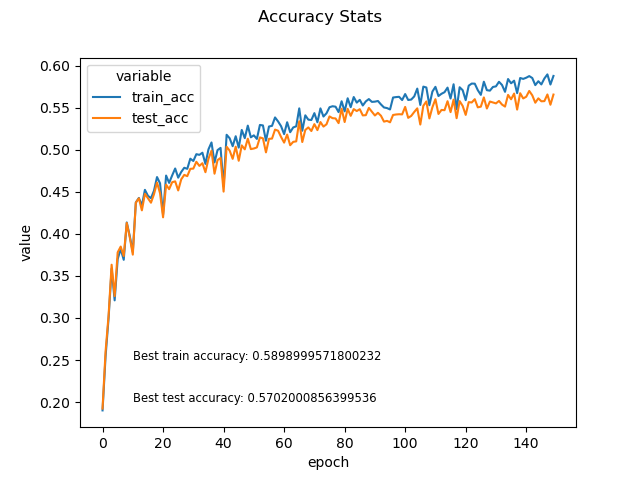 Accuracy Stats
variable
train_acc
test_acc
0.60
0.55
0.50
0.45
0.40
0.35
0.30
0.25
0.20
value
Best train accuracy: 0.5898999571800232
Best test accuracy: 0.5702000856399536
0 20 40 60 80 100 120 140
epoch